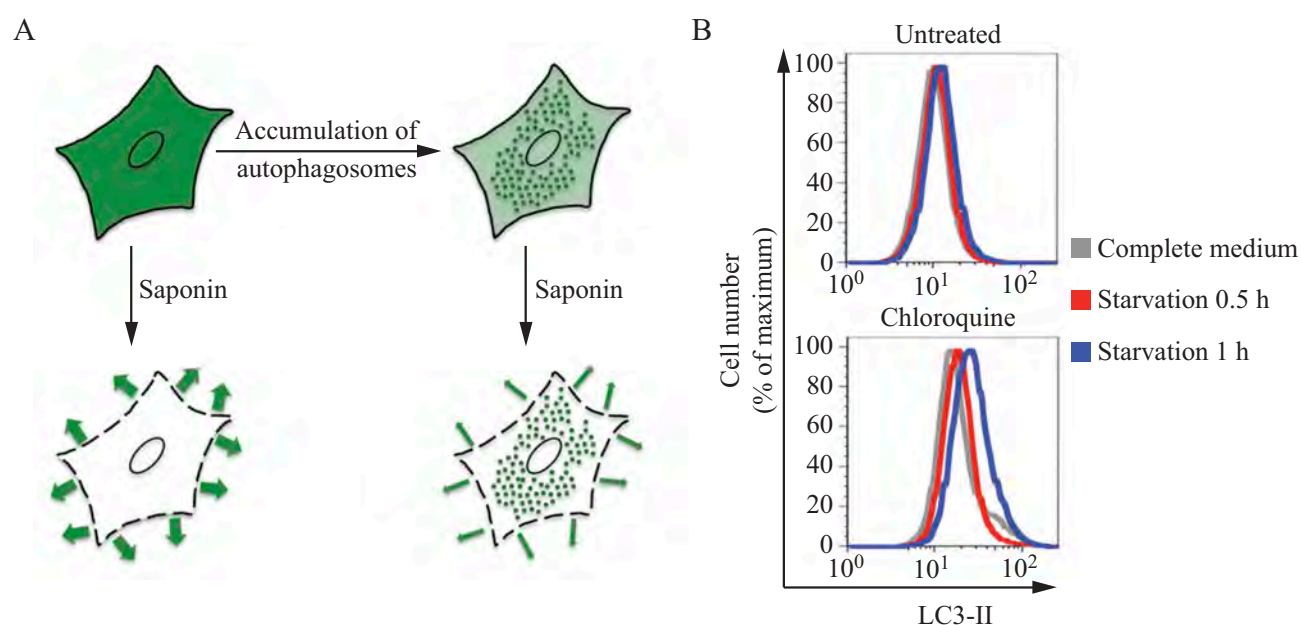 A
Accumulation of
autophagosomes
Saponin
Saponin
B
Untreated
100
80
60
40
20
0
10⁰
10¹
10²
Chloroquine
100
80
60
40
20
0
10⁰
10¹
10²
Cell number
(% of maximum)
LC3-II
Complete medium
Starvation 0.5 h
Starvation 1 h